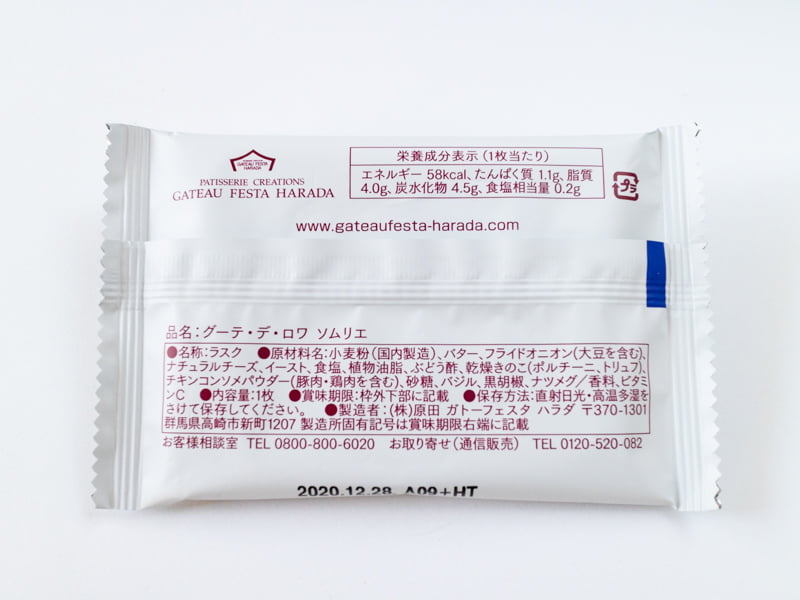 GATEAU FESTA
HARADA
PATISSERIE CREATIONS
GATEAU FESTA HARADA
栄養成分表示(1枚当たり)
エネルギー 58kcal、たんぱく質 1.1g、脂質
4.0g、炭水化物 4.5g、食塩相当量 0.2g
プラ
www.gateaufesta-harada.com
品名:グーテ・デ・ロワ ソムリエ
●名称:ラスク ●原材料名:小麦粉(国内製造)、バター、フライドオニオン(大豆を含む)、
ナチュラルチーズ、イースト、食塩、植物油脂、ぶどう酢、乾燥きのこ(ポルチーニ、トリュフ)、
チキンコンソメパウダー(豚肉・鶏肉を含む)、砂糖、バジル、黒胡椒、ナツメグ/香料、ビタミ
ンC ●内容量:1枚 ●賞味期限:枠外下部に記載 ●保存方法:直射日光・高温多湿を
さけて保存してください。 ●製造者:(株)原田 ガトーフェスタ ハラダ 〒370-1301
群馬県高崎市新町1207 製造所固有記号は賞味期限右端に記載
お客様相談室 TEL 0800-800-6020 お取り寄せ(通信販売) TEL 0120-520-082
2020.12.28 A09+HT